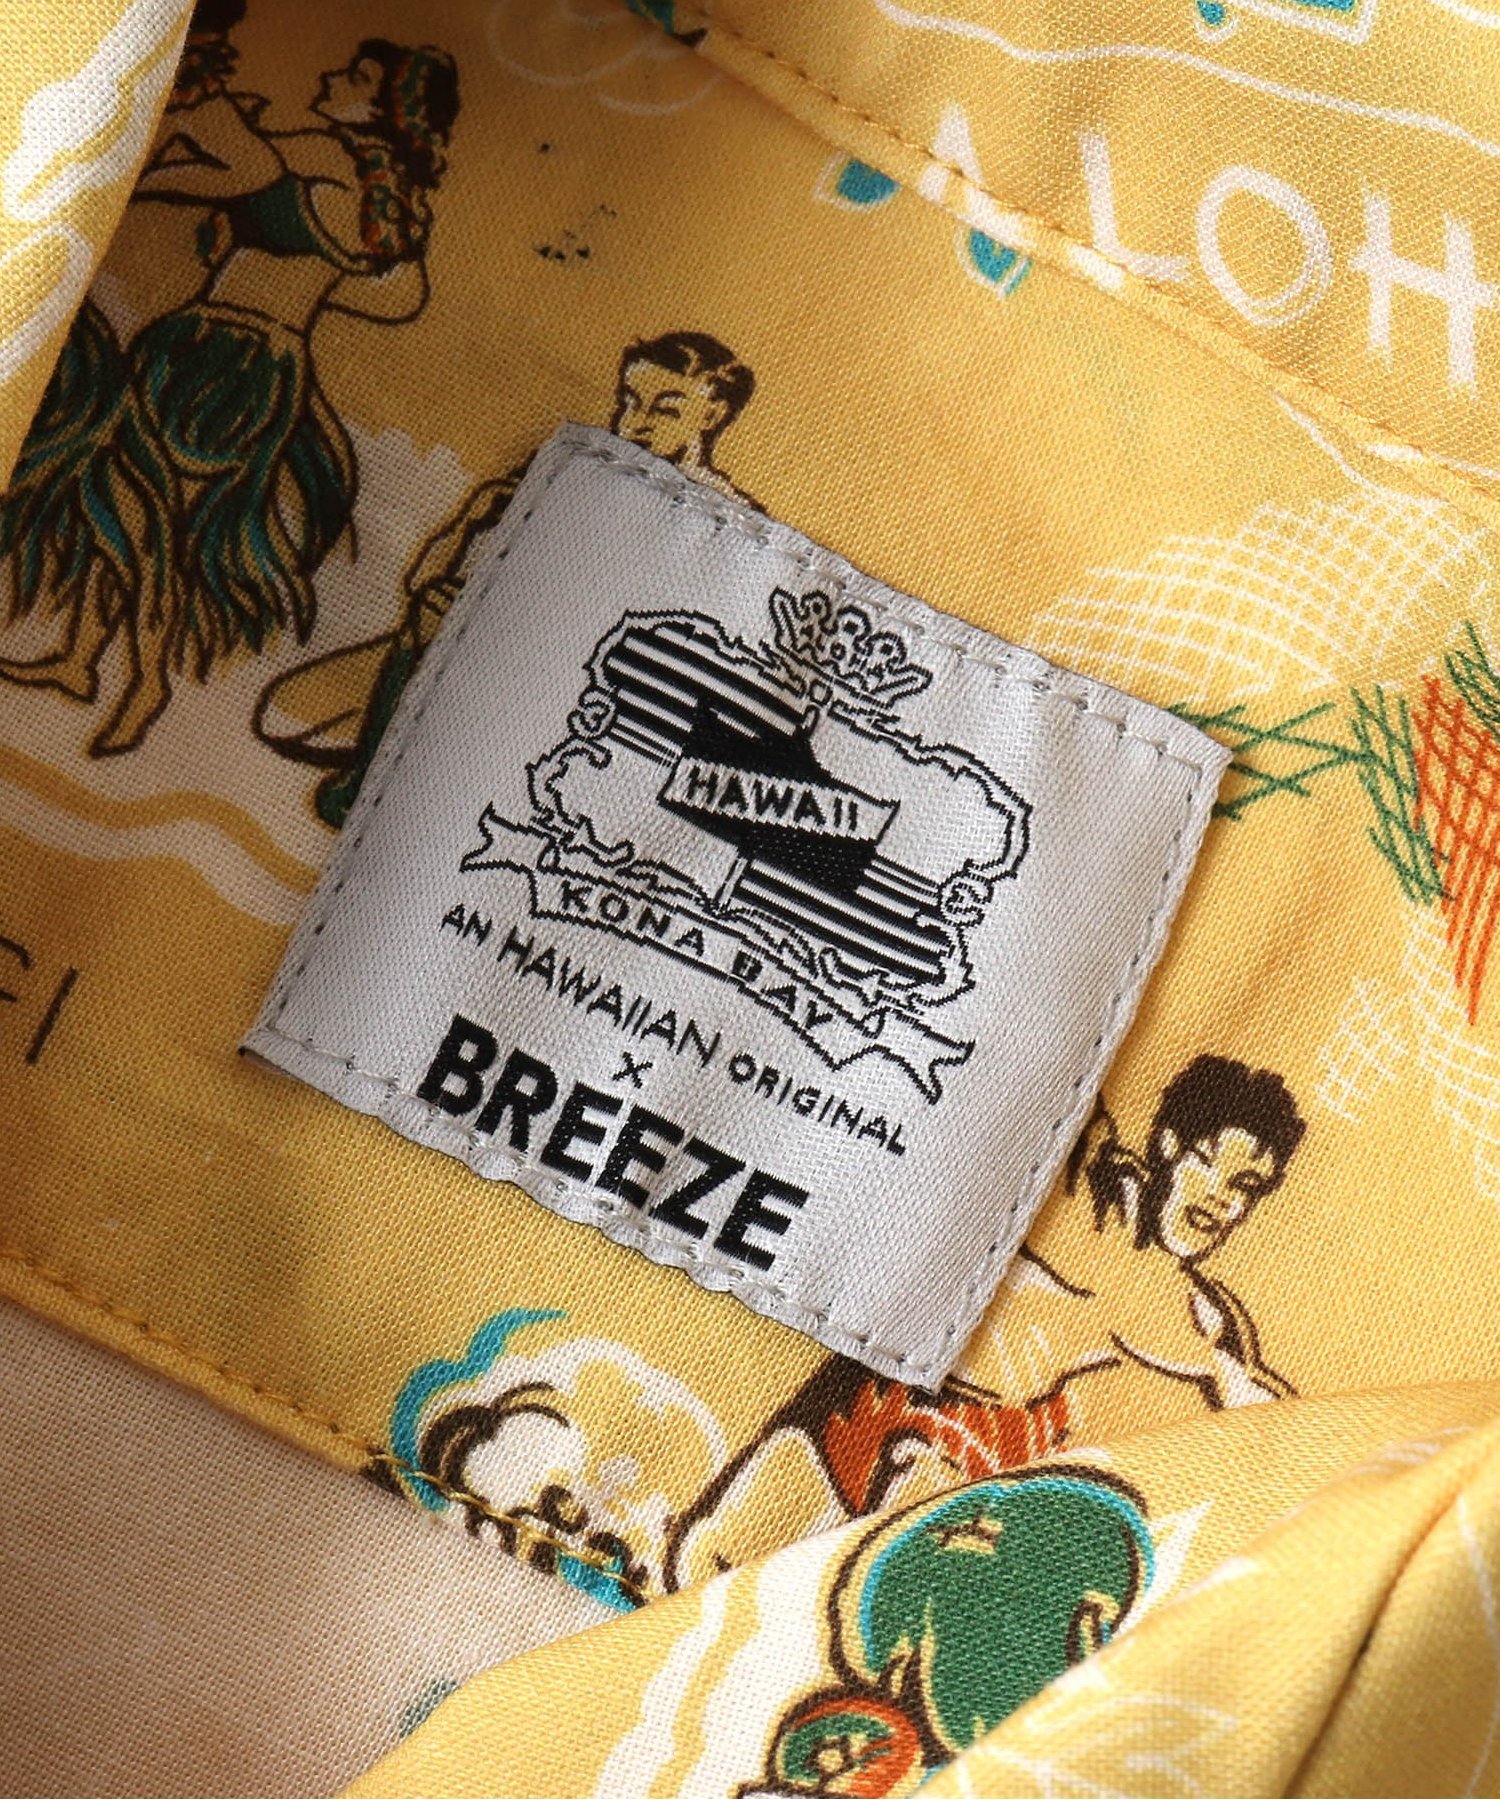 ALOH
HAWAII
KONA BAY
AN HAWAIIAN ORIGINAL
X
BREEZE